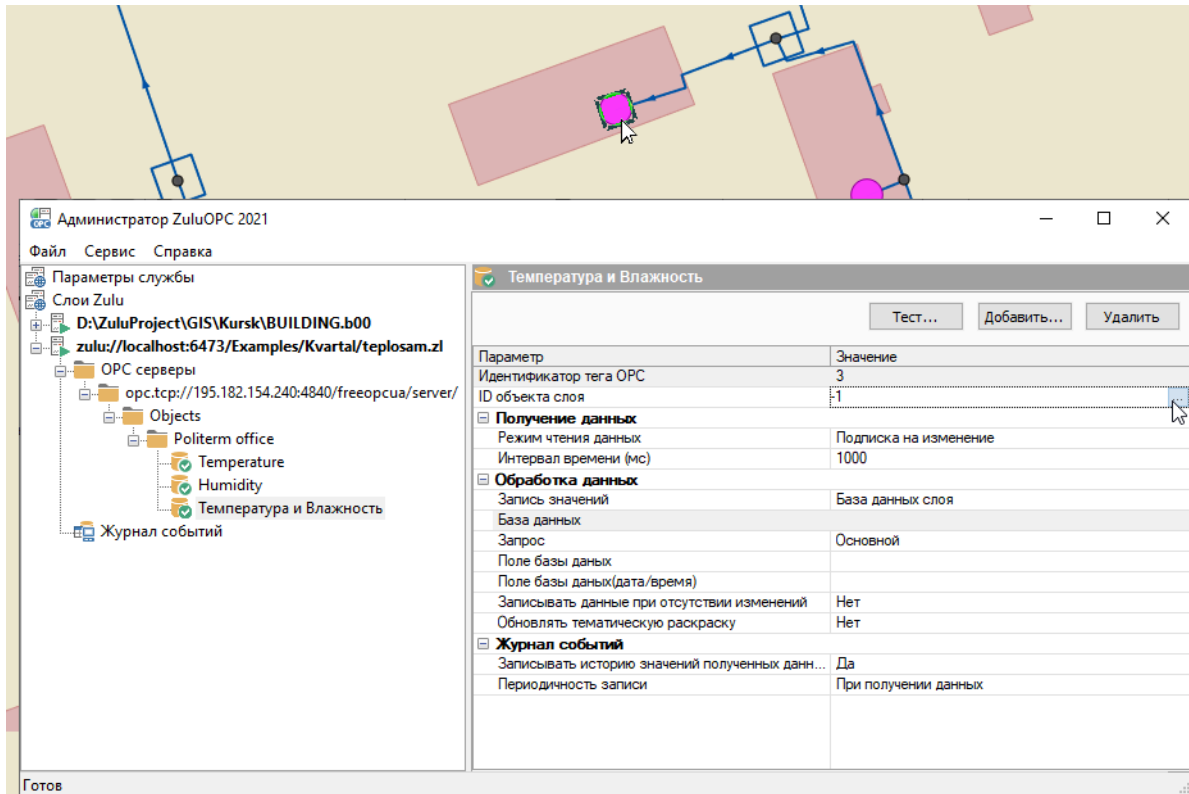 Администратор ZuluOPC 2021
Файл Сервис Справка
Параметры службы
Слои Zulu
D:\ZuluProject\GIS\Kursk\BUILDING.b00
zulu://localhost:6473/Examples/Kvartal/teplosam.zl
OPC серверы
opc.tcp://195.182.154.240:4840/freeopcua/server/
Objects
Politerm office
Temperature
Humidity
Температура и Влажность
Журнал событий
Температура и Влажность
Тест... Добавить... Удалить
Параметр Значение
Идентификатор тега OPC 3
ID объекта слоя -1 ...
Получение данных
Режим чтения данных Подписка на изменение
Интервал времени (мс) 1000
Обработка данных
Запись значений База данных слоя
База данных
Запрос Основной
Поле базы даных
Поле базы даных(дата/время)
Записывать данные при отсутствии изменений Нет
Обновлять тематическую раскраску Нет
Журнал событий
Записывать историю значений полученных данн... Да
Периодичность записи При получении данных
Готов